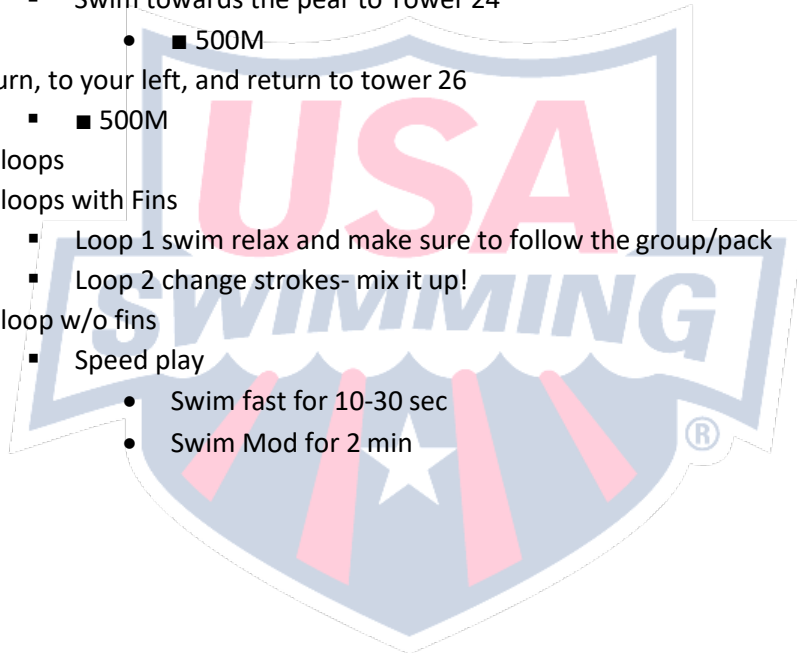 Swim towards the pear to Tower 24
■ 500M
urn, to your left, and return to tower 26
■ 500M
loops
loops with Fins
Loop 1 swim relax and make sure to follow the group/pack
Loop 2 change strokes- mix it up!
loop w/o fins
Speed play
Swim fast for 10-30 sec
Swim Mod for 2 min
USA
SWIMMING
®